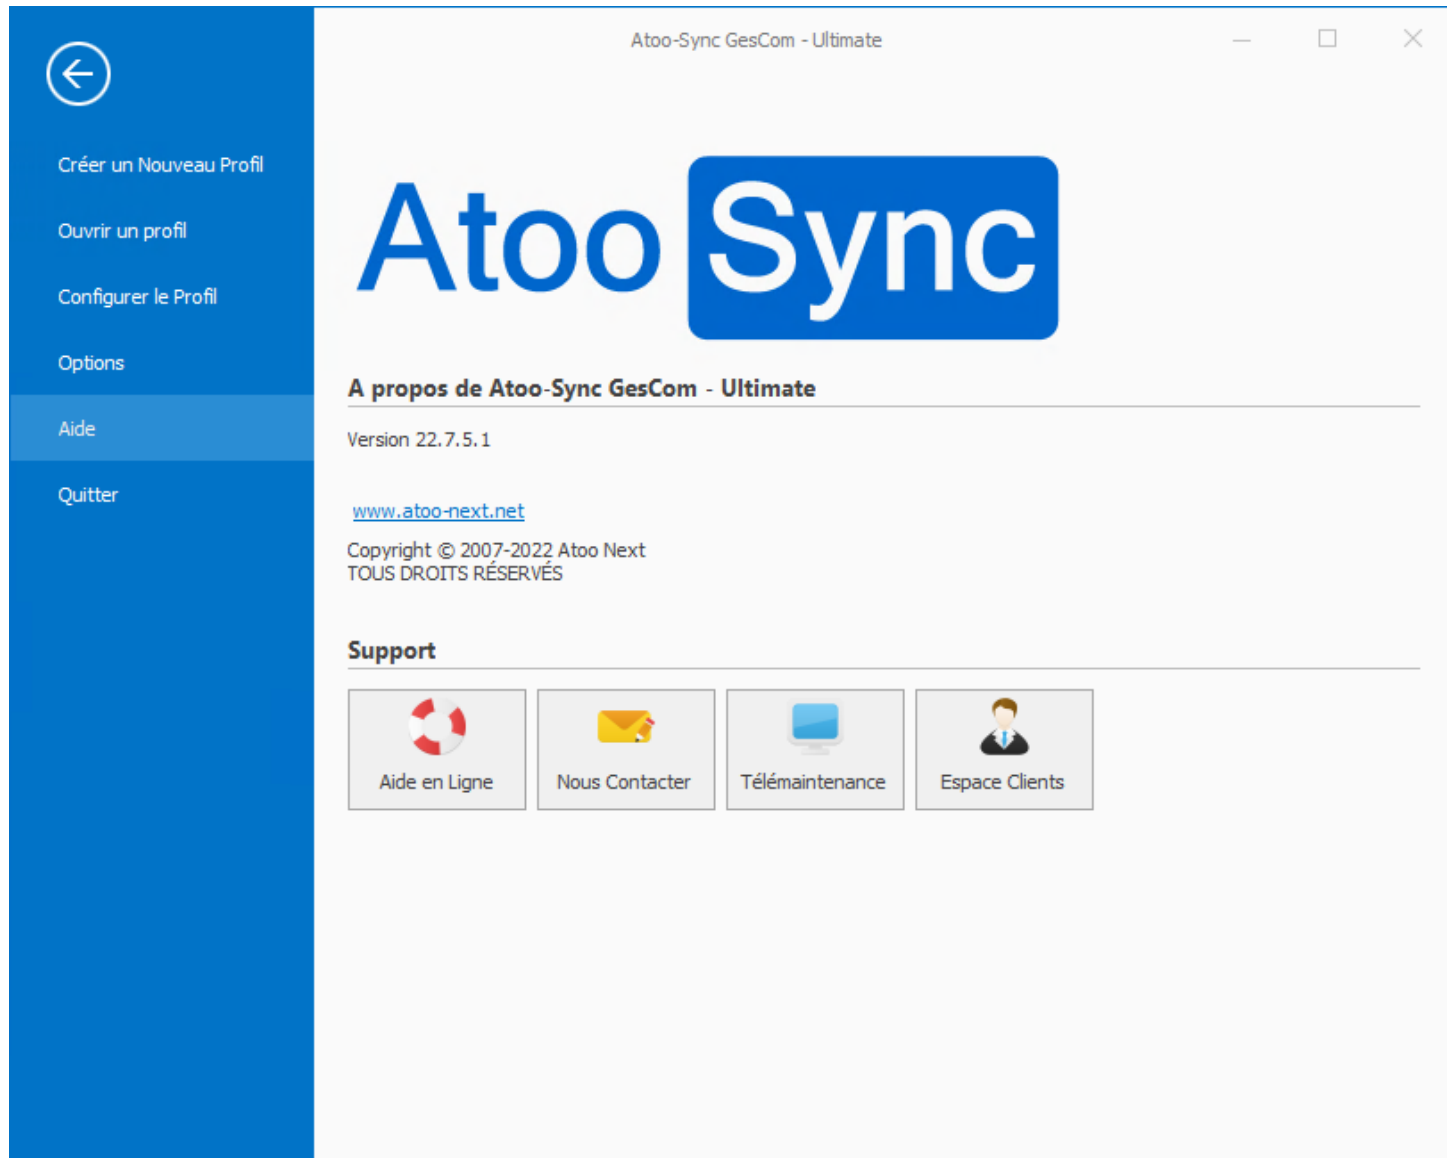 Atoo-Sync GesCom - Ultimate
Créer un Nouveau Profil
Ouvrir un profil
Configurer le Profil
Options
Aide
Quitter
Atoo Sync
A propos de Atoo-Sync GesCom - Ultimate
Version 22.7.5.1
www.atoo-next.net
Copyright © 2007-2022 Atoo Next
TOUS DROITS RÉSERVÉS
Support
Aide en Ligne
Nous Contacter
Télémaintenance
Espace Clients